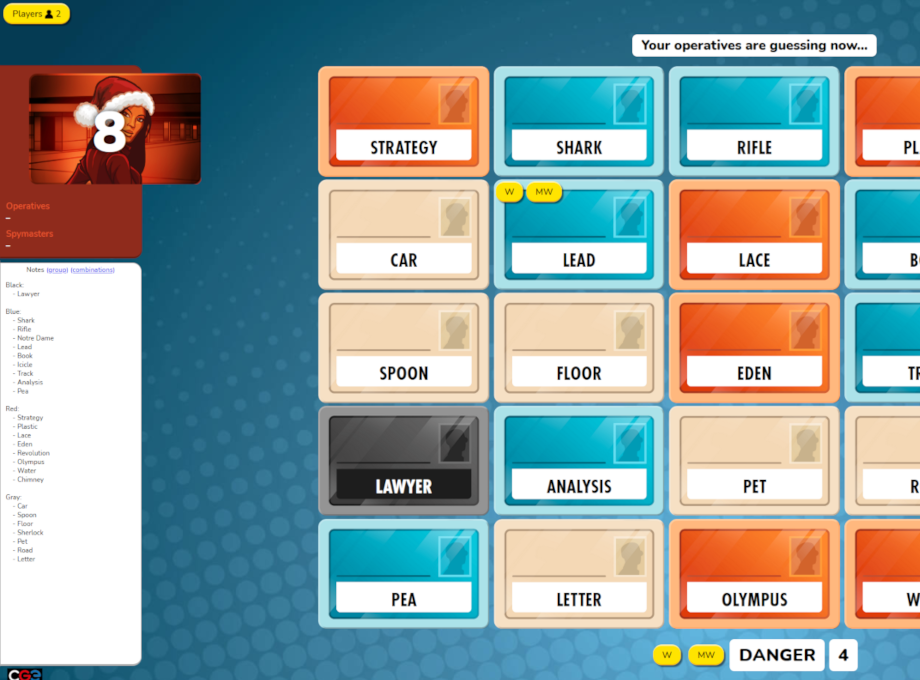 Players 2
Your operatives are guessing now...
8
Operatives
–
Spymasters
–
Notes (group) (combinations)
Black:
- Lawyer
Blue:
- Shark
- Rifle
- Notre Dame
- Lead
- Book
- Icicle
- Track
- Analysis
- Pea
Red:
- Strategy
- Plastic
- Lace
- Eden
- Revolution
- Olympus
- Water
- Chimney
Gray:
- Car
- Spoon
- Floor
- Sherlock
- Pet
- Road
- Letter
CGE
STRATEGY SHARK RIFLE PL
W MW
CAR LEAD LACE BO
SPOON FLOOR EDEN TR
LAWYER ANALYSIS PET R
PEA LETTER OLYMPUS W
W MW DANGER 4